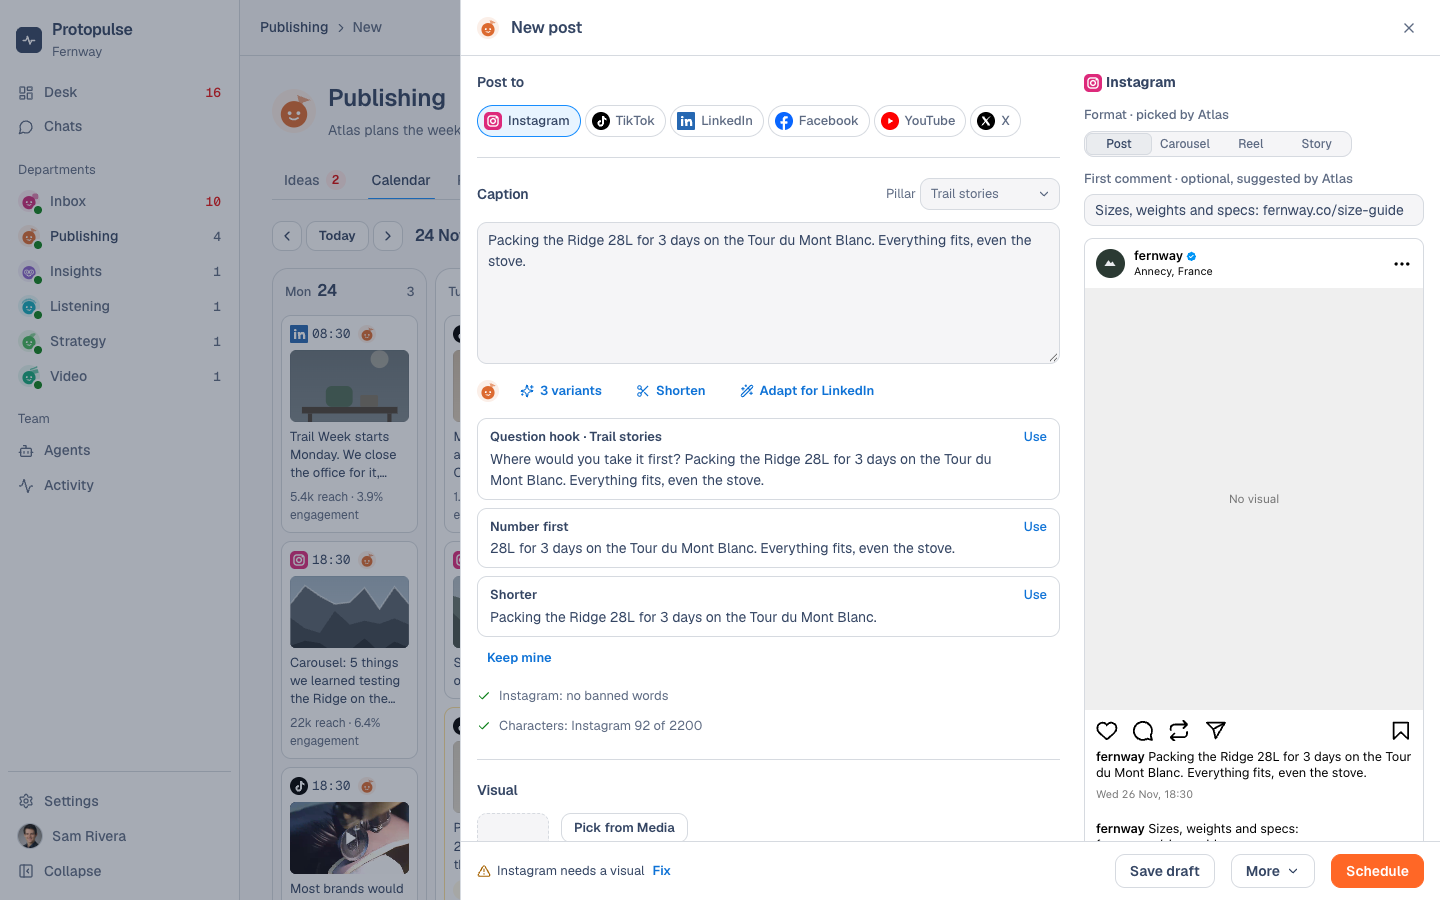 Protopulse
Fernway
Desk 16
Chats
Departments
Inbox 10
Publishing 4
Insights 1
Listening 1
Strategy 1
Video 1
Team
Agents
Activity
Settings
Sam Rivera
Collapse
Publishing > New
Publishing
Atlas plans the week
Ideas 2 Calendar
Today 24 No
Mon 24 3
Tu
08:30
Trail Week starts
Monday. We close
the office for it,…
5.4k reach · 3.9%
engagement
18:30
Carousel: 5 things
we learned testing
the Ridge on the…
22k reach · 6.4%
engagement
18:30
Most brands would
New post
Post to
Instagram TikTok LinkedIn Facebook YouTube X
Caption
Pillar Trail stories
Packing the Ridge 28L for 3 days on the Tour du Mont Blanc. Everything fits, even the
stove.
3 variants Shorten Adapt for LinkedIn
Question hook · Trail stories Use
Where would you take it first? Packing the Ridge 28L for 3 days on the Tour du
Mont Blanc. Everything fits, even the stove.
Number first Use
28L for 3 days on the Tour du Mont Blanc. Everything fits, even the stove.
Shorter Use
Packing the Ridge 28L for 3 days on the Tour du Mont Blanc.
Keep mine
Instagram: no banned words
Characters: Instagram 92 of 2200
Visual
Pick from Media
Instagram
Format · picked by Atlas
Post Carousel Reel Story
First comment · optional, suggested by Atlas
Sizes, weights and specs: fernway.co/size-guide
fernway
Annecy, France
No visual
fernway Packing the Ridge 28L for 3 days on the Tour
du Mont Blanc. Everything fits, even the stove.
Wed 26 Nov, 18:30
fernway Sizes, weights and specs:
Instagram needs a visual Fix
Save draft More Schedule